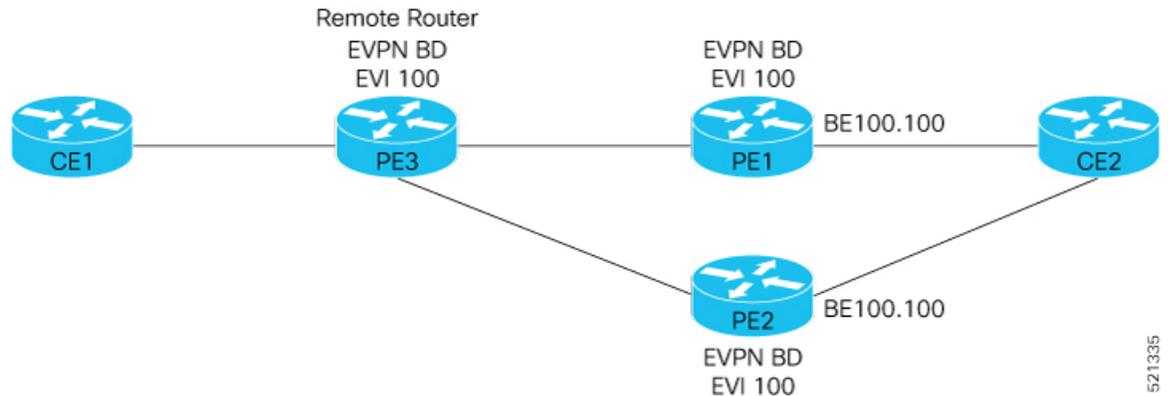 Remote Router
EVPN BD
EVI 100
EVPN BD
EVI 100
CE1
PE3
PE1
BE100.100
CE2
PE2
BE100.100
EVPN BD
EVI 100
521335